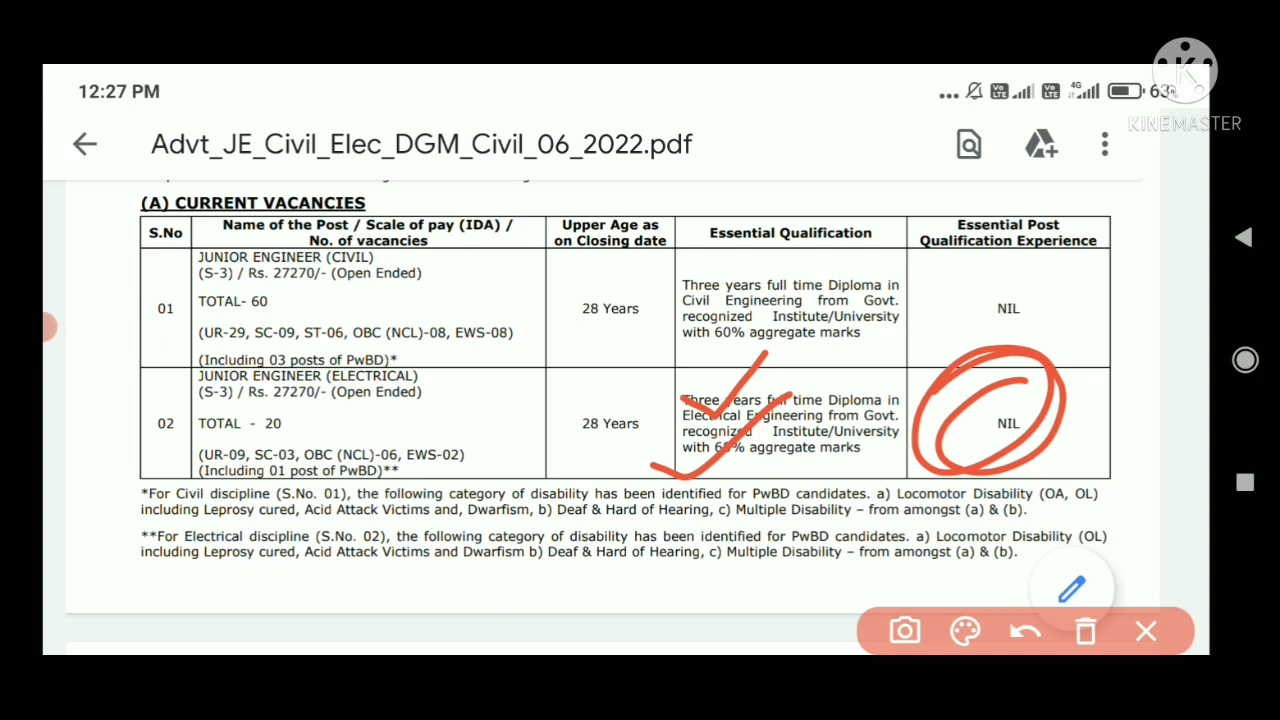 12:27 PM
4G
63%
KINEMASTER
Advt_JE_Civil_Elec_DGM_Civil_06_2022.pdf
(A) CURRENT VACANCIES
S.No
Name of the Post / Scale of pay (IDA) /
No. of vacancies
Upper Age as
on Closing date
Essential Qualification
Essential Post
Qualification Experience
01
JUNIOR ENGINEER (CIVIL)
(S-3) / Rs. 27270/- (Open Ended)
TOTAL- 60
(UR-29, SC-09, ST-06, OBC (NCL)-08, EWS-08)
(Including 03 posts of PwBD)*
28 Years
Three years full time Diploma in
Civil Engineering from Govt.
recognized Institute/University
with 60% aggregate marks
NIL
02
JUNIOR ENGINEER (ELECTRICAL)
(S-3) / Rs. 27270/- (Open Ended)
TOTAL - 20
(UR-09, SC-03, OBC (NCL)-06, EWS-02)
(Including 01 post of PwBD)**
28 Years
Three years full time Diploma in
Electrical Engineering from Govt.
recognized Institute/University
with 60% aggregate marks
NIL
*For Civil discipline (S.No. 01), the following category of disability has been identified for PwBD candidates. a) Locomotor Disability (OA, OL)
including Leprosy cured, Acid Attack Victims and, Dwarfism, b) Deaf & Hard of Hearing, c) Multiple Disability – from amongst (a) & (b).
**For Electrical discipline (S.No. 02), the following category of disability has been identified for PwBD candidates. a) Locomotor Disability (OL)
including Leprosy cured, Acid Attack Victims and Dwarfism b) Deaf & Hard of Hearing, c) Multiple Disability – from amongst (a) & (b).